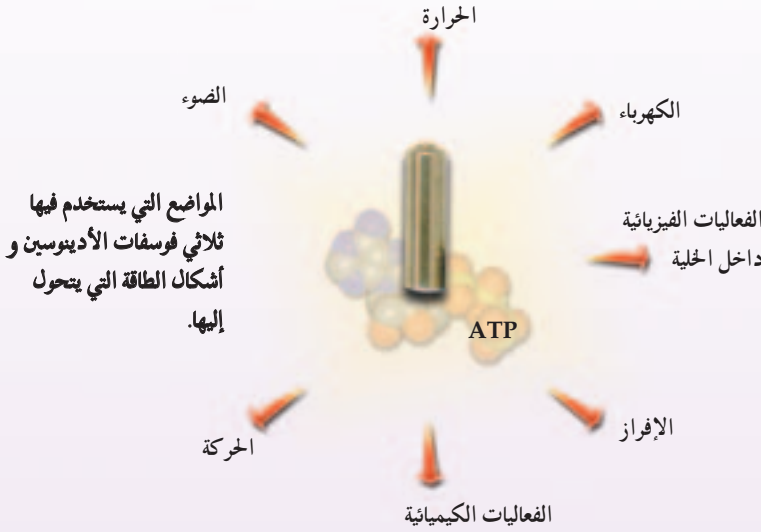 الحرارة
الضوء
الكهرباء
المواضع التي يستخدم فيها
ثلاثي فوسفات الأدينوسين و
أشكال الطاقة التي يتحول
إليها.
الفعاليات الفيزيائية
داخل الخلية
ATP
الإفراز
الحركة
الفعاليات الكيميائية